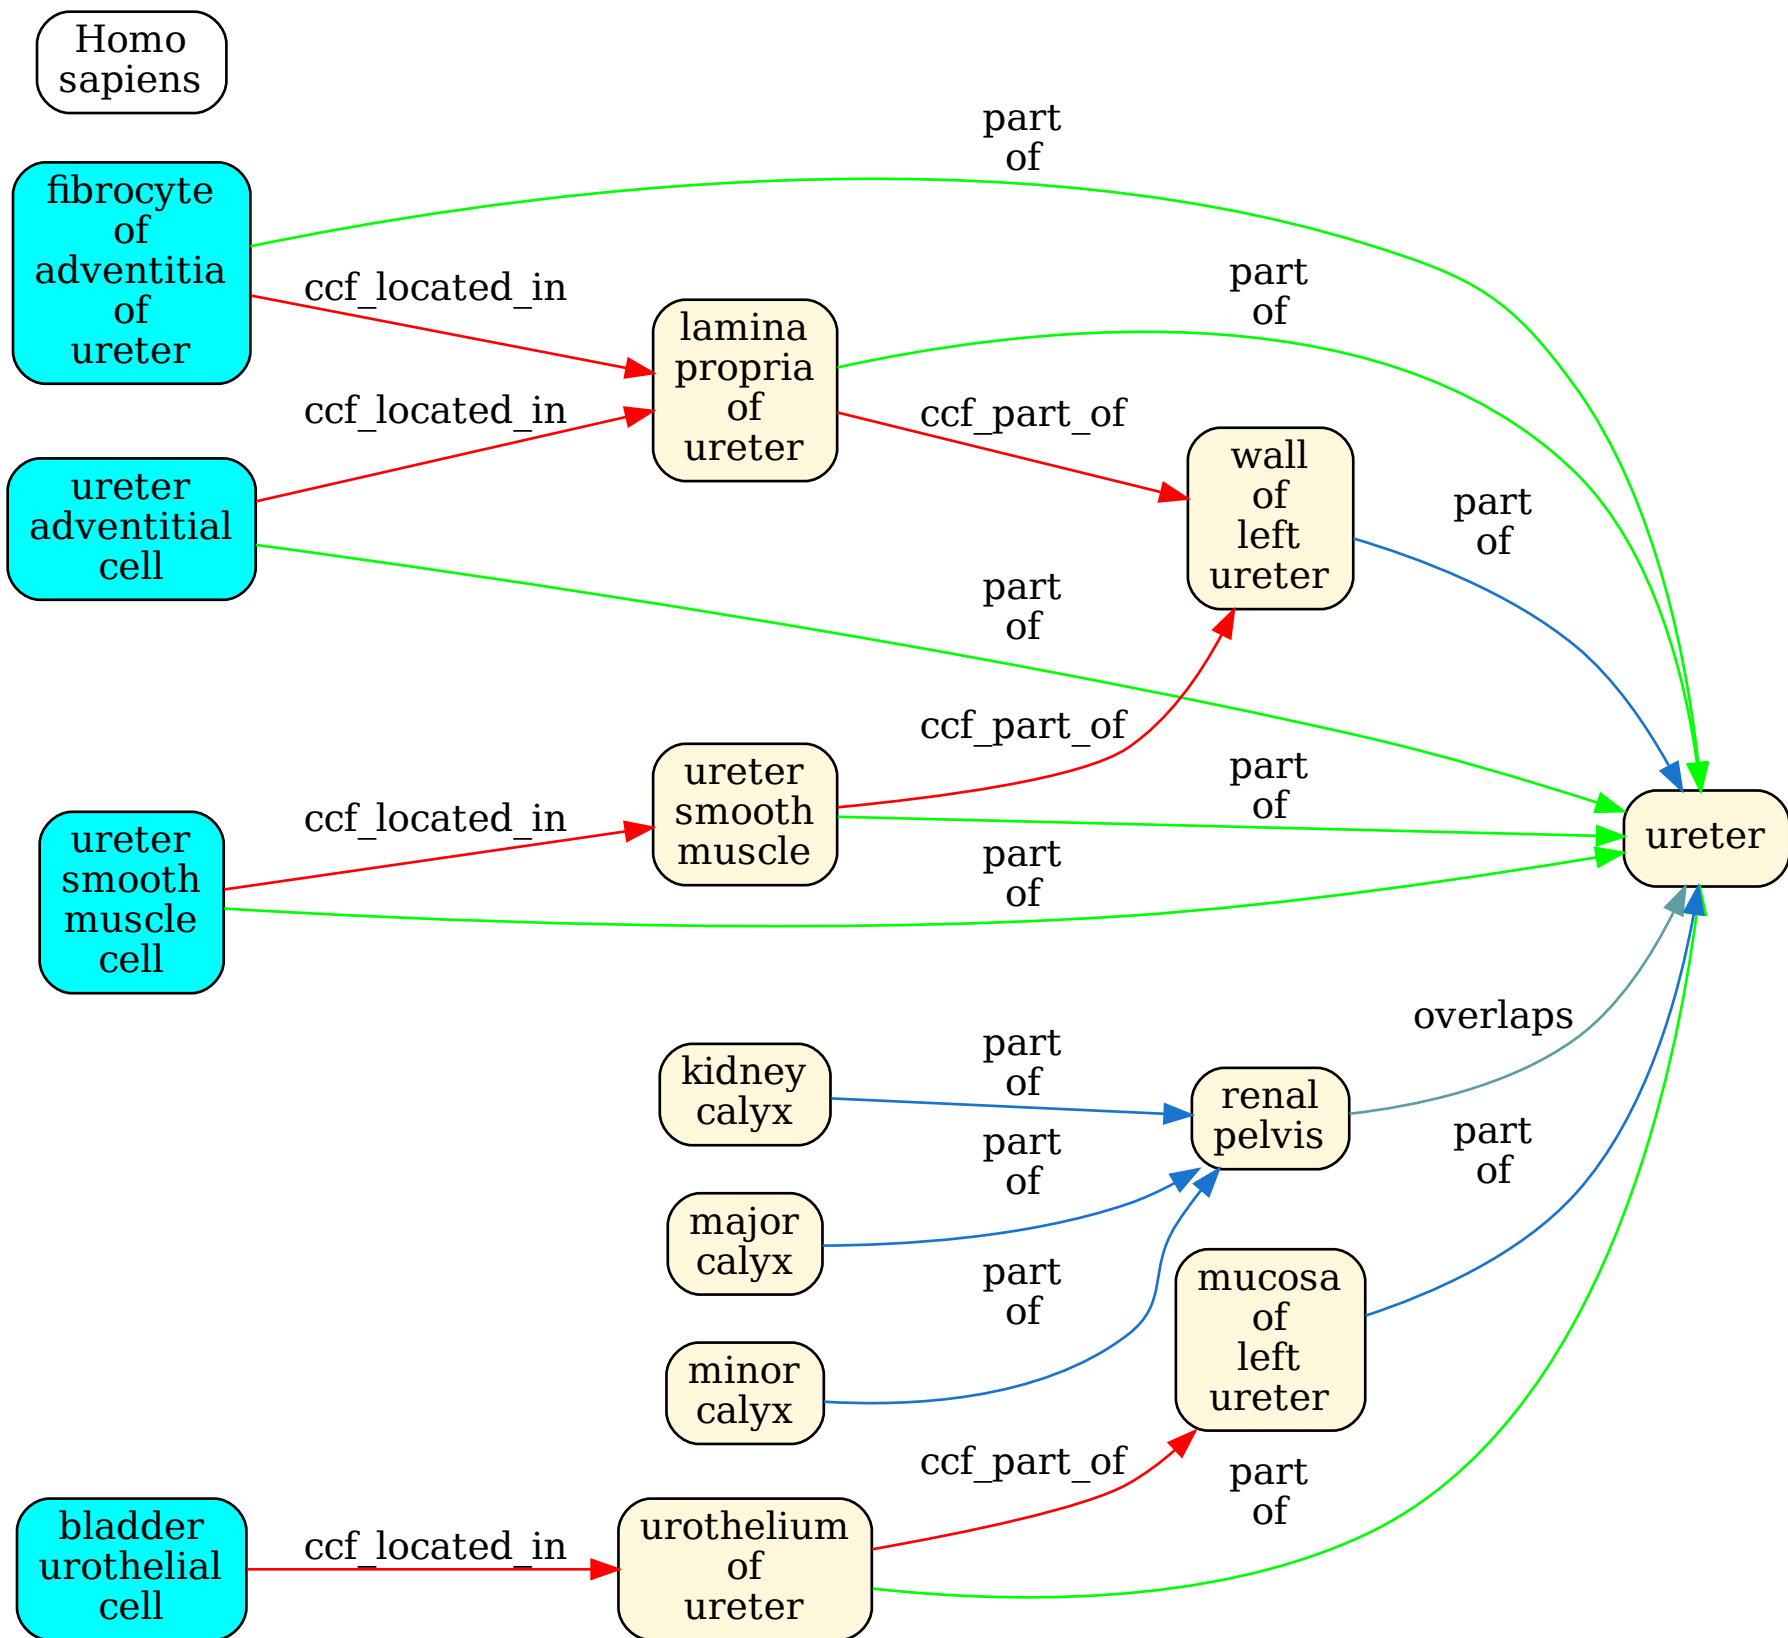 Homo
sapiens
part
of
fibrocyte
of
adventitia
of
ureter
ccf_located_in
part
of
lamina
propria
of
ureter
ccf_located_in
ccf_part_of
wall
of
left
ureter
ureter
adventitial
cell
part
of
part
of
ccf_part_of
ureter
smooth
muscle
part
of
ccf_located_in
ureter
smooth
muscle
cell
part
of
ureter
overlaps
kidney
calyx
part
of
renal
pelvis
major
calyx
part
of
part
of
mucosa
of
left
ureter
minor
calyx
part
of
ccf_part_of
part
of
bladder
urothelial
cell
ccf_located_in
urothelium
of
ureter